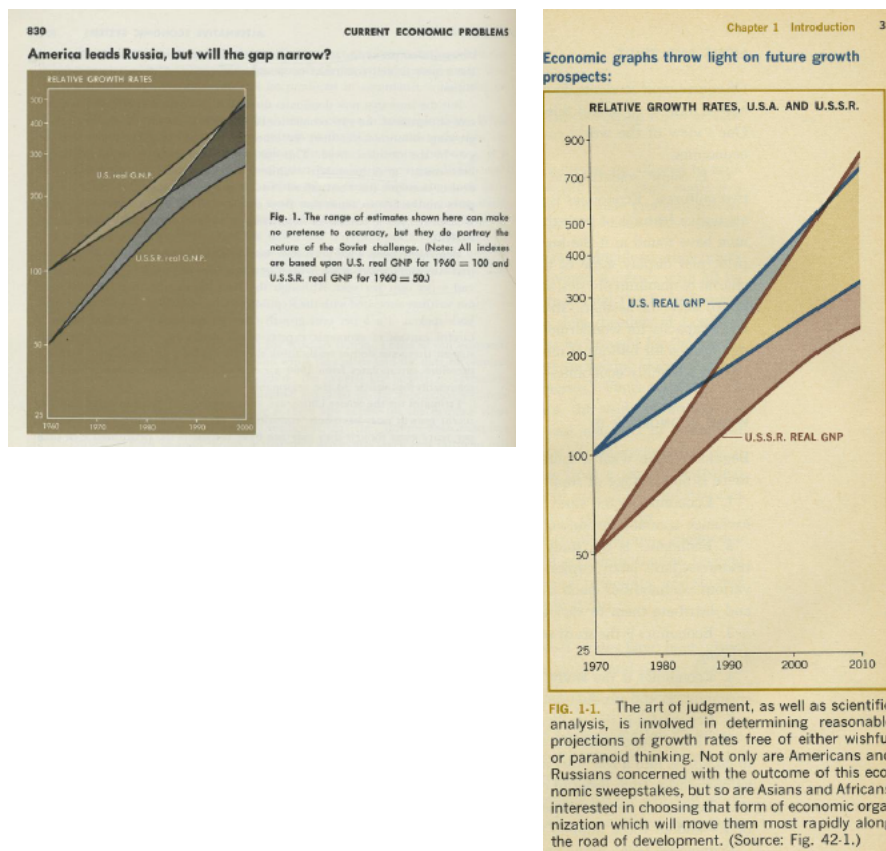 830
CURRENT ECONOMIC PROBLEMS
America leads Russia, but will the gap narrow?
RELATIVE GROWTH RATES
500
400
300
200
100
50
25
U.S. real G.N.P.
U.S.S.R. real G.N.P.
1960 1970 1980 1990 2000
Fig. 1. The range of estimates shown here can make
no pretense to accuracy, but they do portray the
nature of the Soviet challenge. (Note: All indexes
are based upon U.S. real GNP for 1960 = 100 and
U.S.S.R. real GNP for 1960 = 50.)
Chapter 1 Introduction 3
Economic graphs throw light on future growth
prospects:
RELATIVE GROWTH RATES, U.S.A. AND U.S.S.R.
900
700
500
400
300
200
100
50
25
U.S. REAL GNP
U.S.S.R. REAL GNP
1970 1980 1990 2000 2010
FIG. 1-1. The art of judgment, as well as scientific
analysis, is involved in determining reasonabl
projections of growth rates free of either wishfu
or paranoid thinking. Not only are Americans and
Russians concerned with the outcome of this eco
nomic sweepstakes, but so are Asians and Africans
interested in choosing that form of economic orga
nization which will move them most rapidly along
the road of development. (Source: Fig. 42-1.)